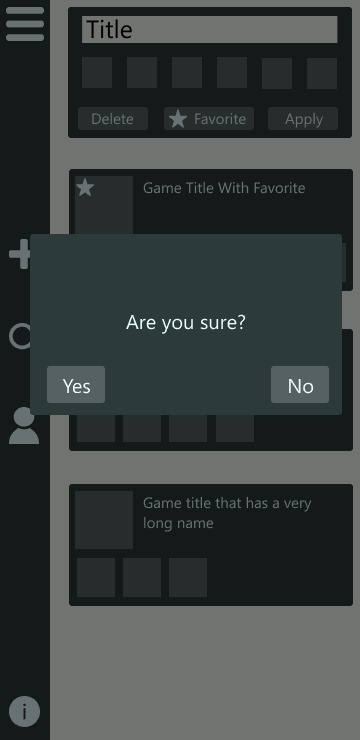 Title
Delete
Favorite
Apply
Game Title With Favorite
Are you sure?
Yes
No
Game title that has a very
long name